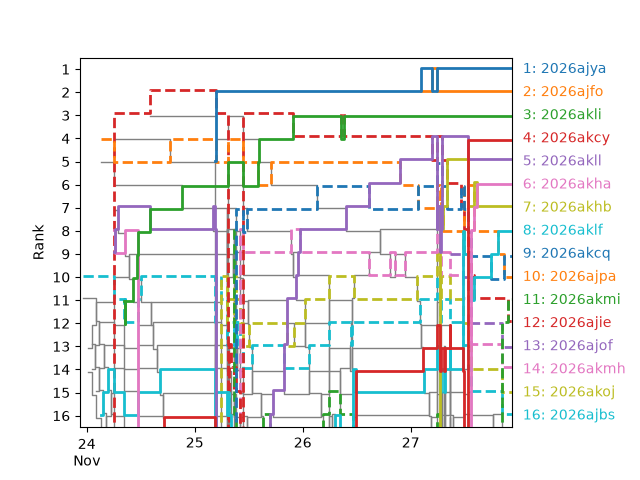 1
2
3
4
5
6
7
8
9
10
11
12
13
14
15
16
Rank
24
25
26
27
Nov
1: 2026ajya
2: 2026ajfo
3: 2026akli
4: 2026akcy
5: 2026akll
6: 2026akha
7: 2026akhb
8: 2026aklf
9: 2026akcq
10: 2026ajpa
11: 2026akmi
12: 2026ajie
13: 2026ajof
14: 2026akmh
15: 2026akoj
16: 2026ajbs